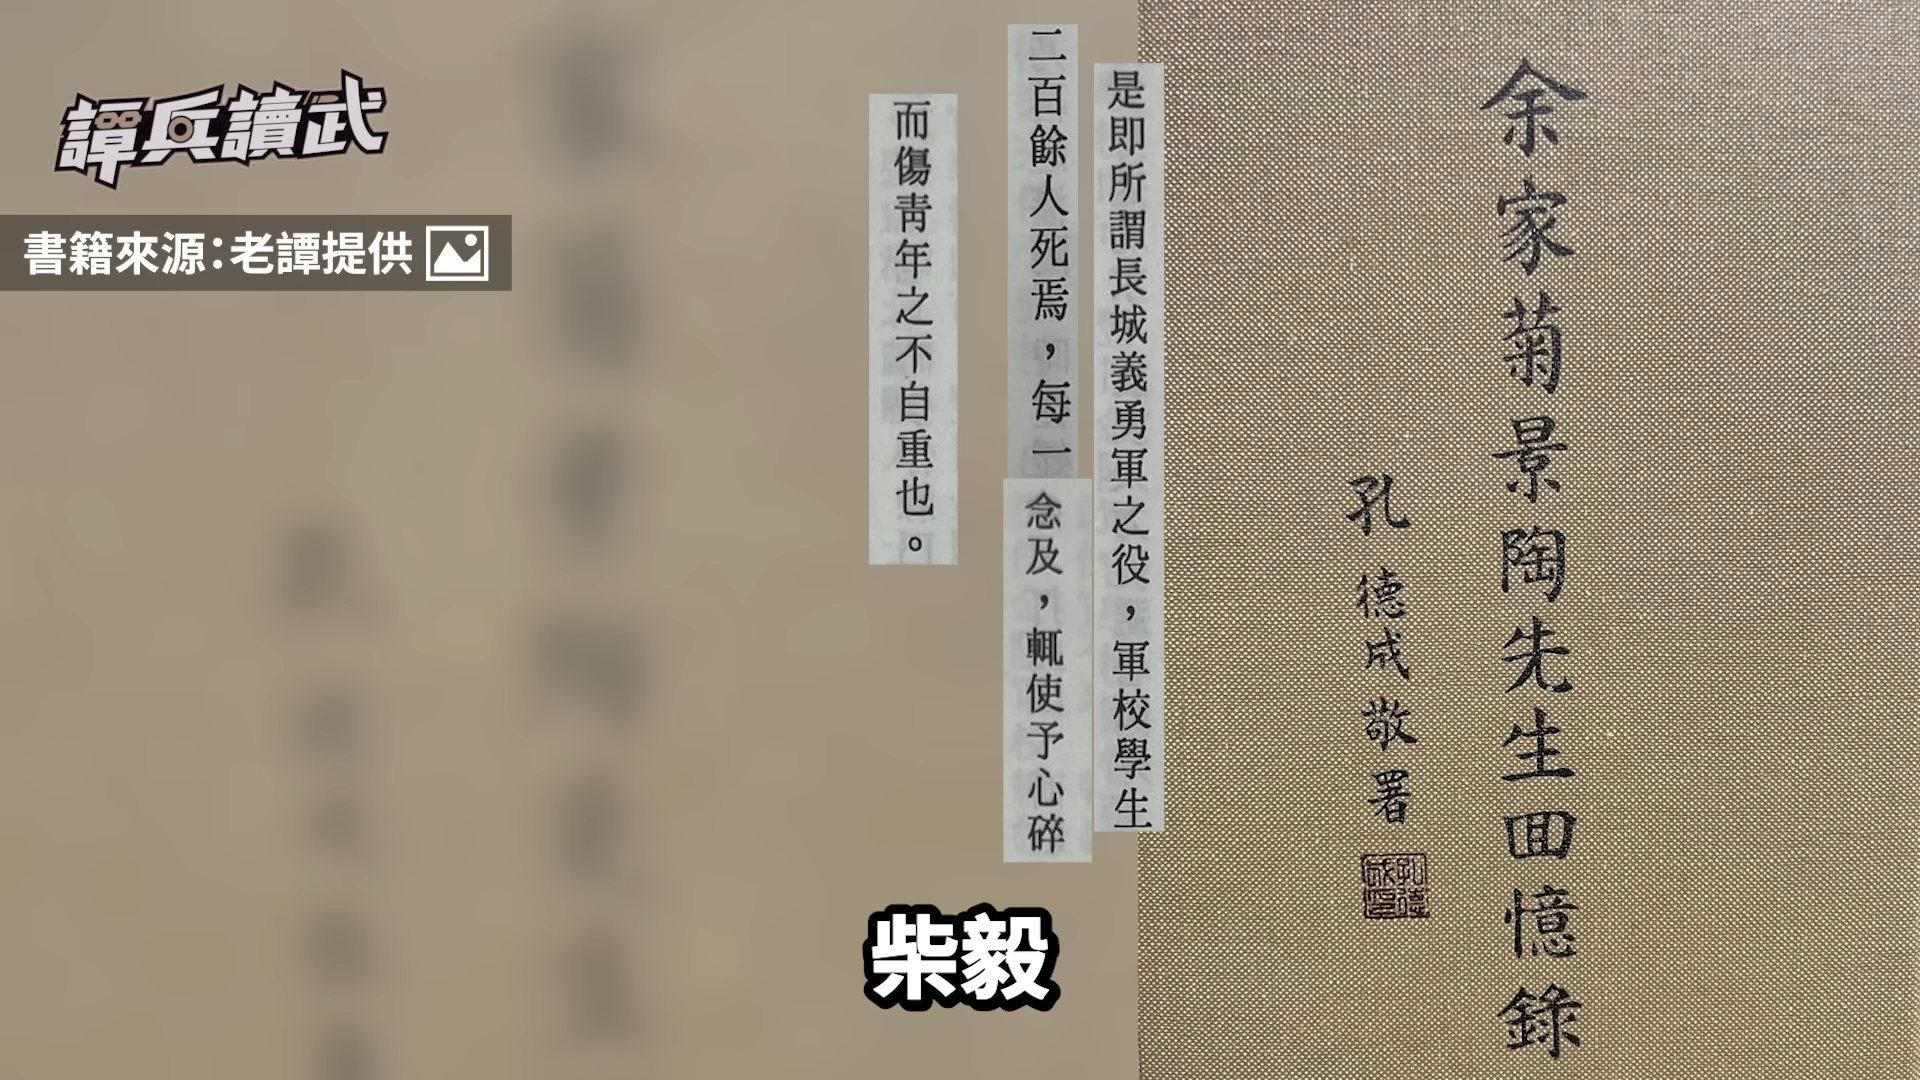 譚兵讀武
書籍來源:老譚提供
余家菊景陶先生回憶錄
孔德成敬署
是即所謂長城義勇軍之役，軍校學生
二百餘人死焉，每一
念及，輒使予心碎
而傷青年之不自重也。
柴毅